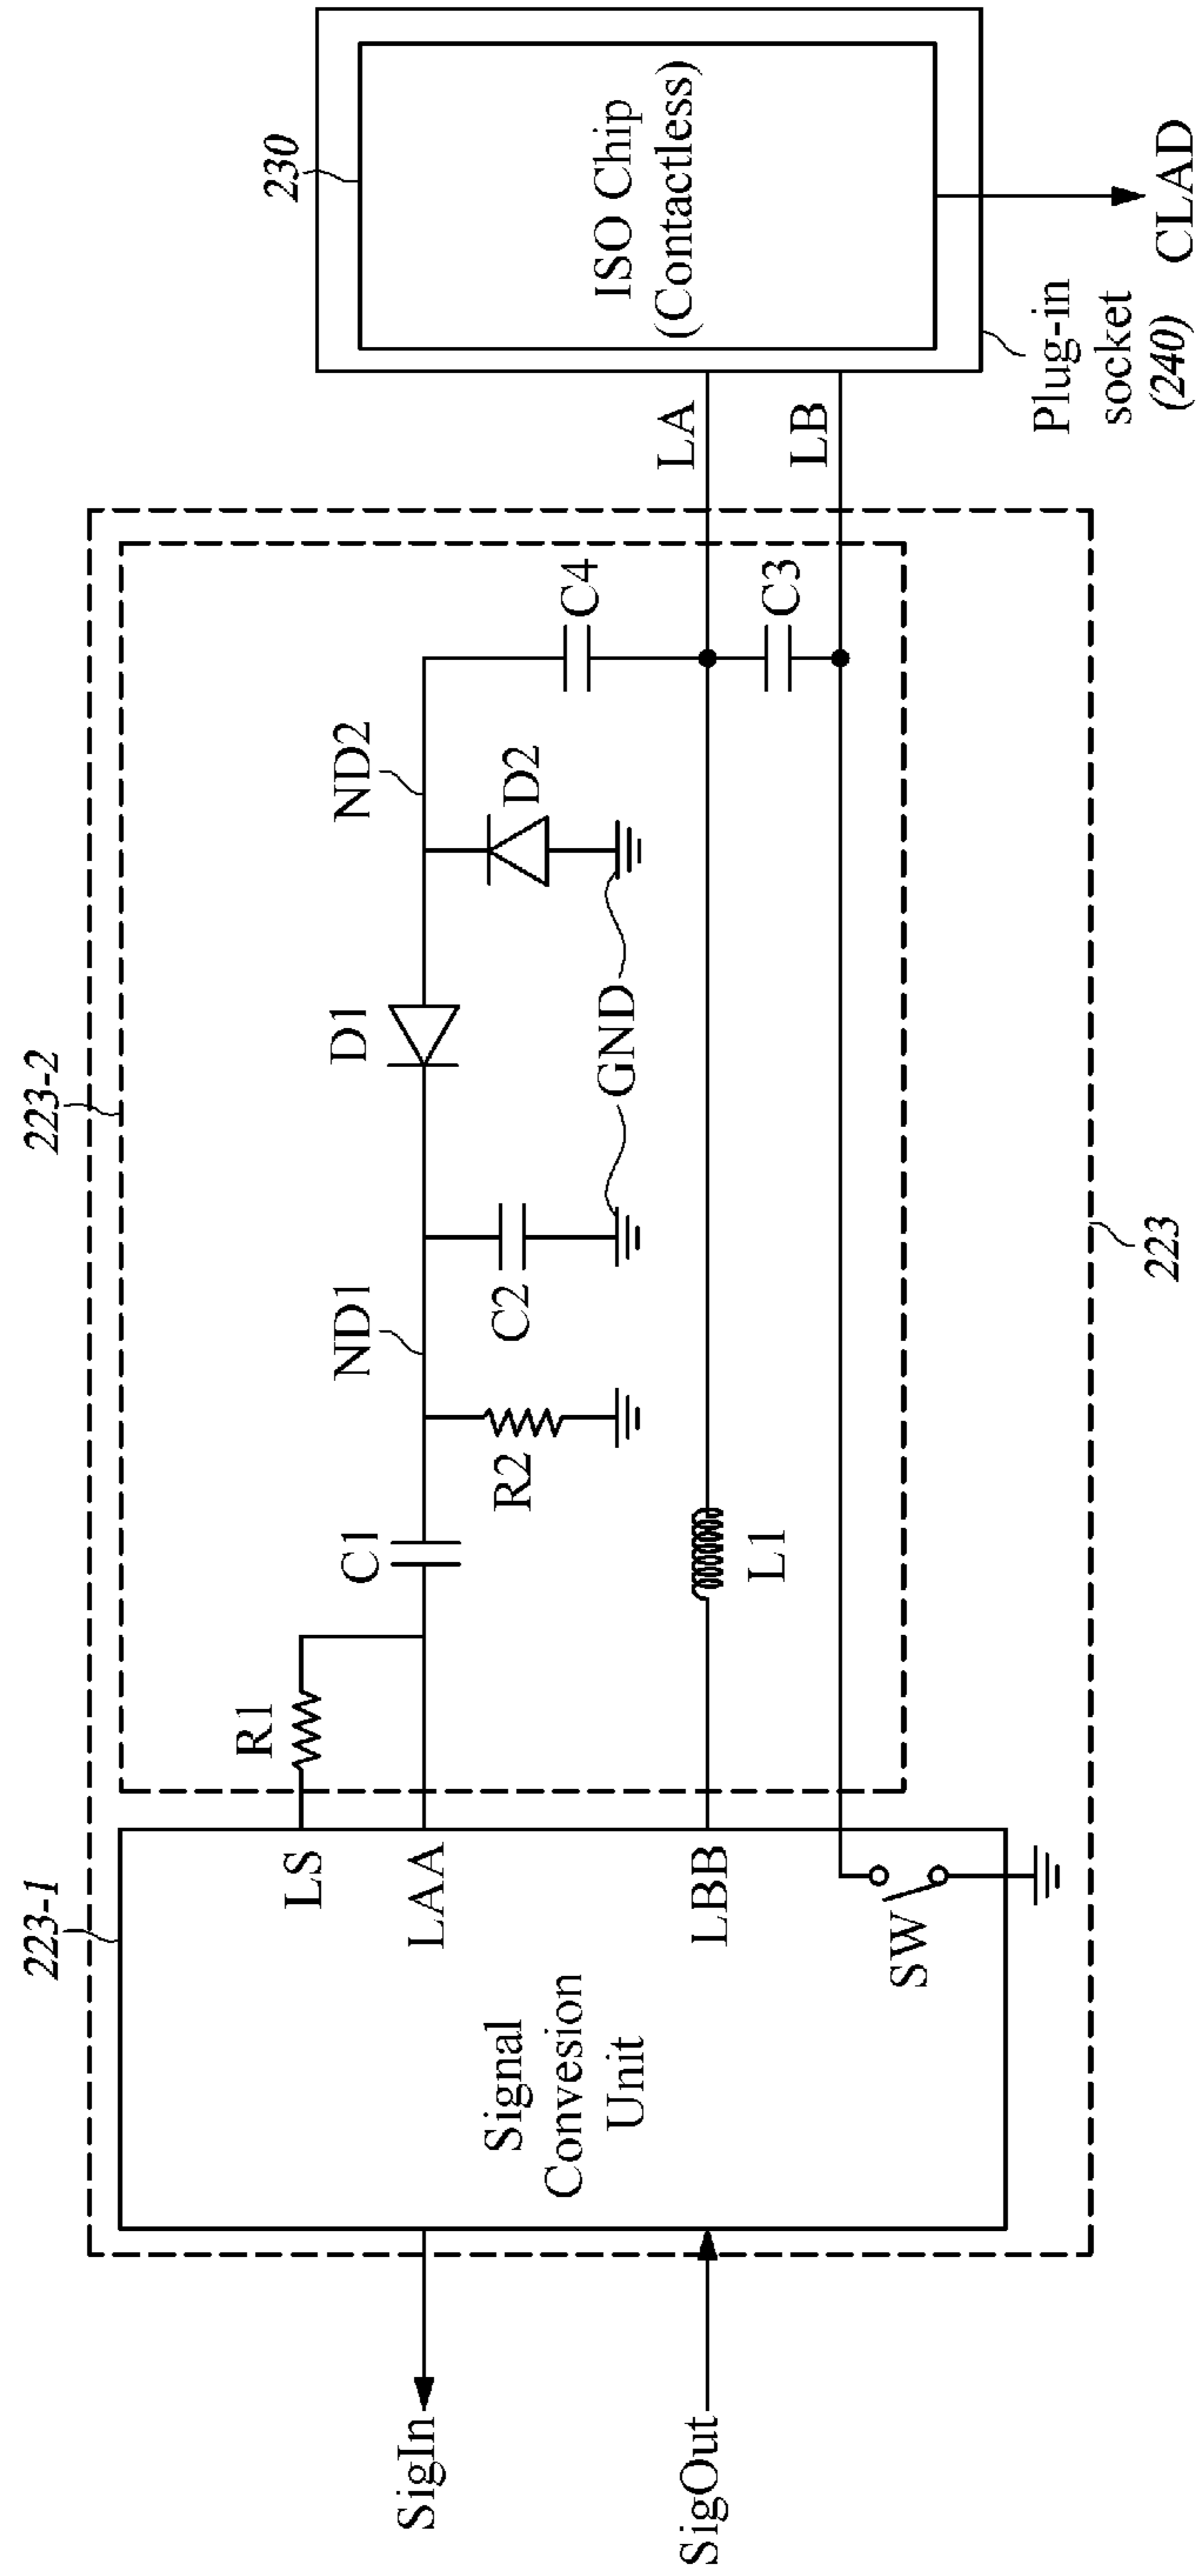 223-1
223-2
230
R1
LS
C1
ND1
D1
ND2
C4
LAA
R2
C2
GND
D2
LA
ISO Chip
(Contactless)
SigIn
Signal
Convesion
Unit
LBB
L1
C3
LB
SigOut
SW
223
Plug-in
socket
(240)
CLAD